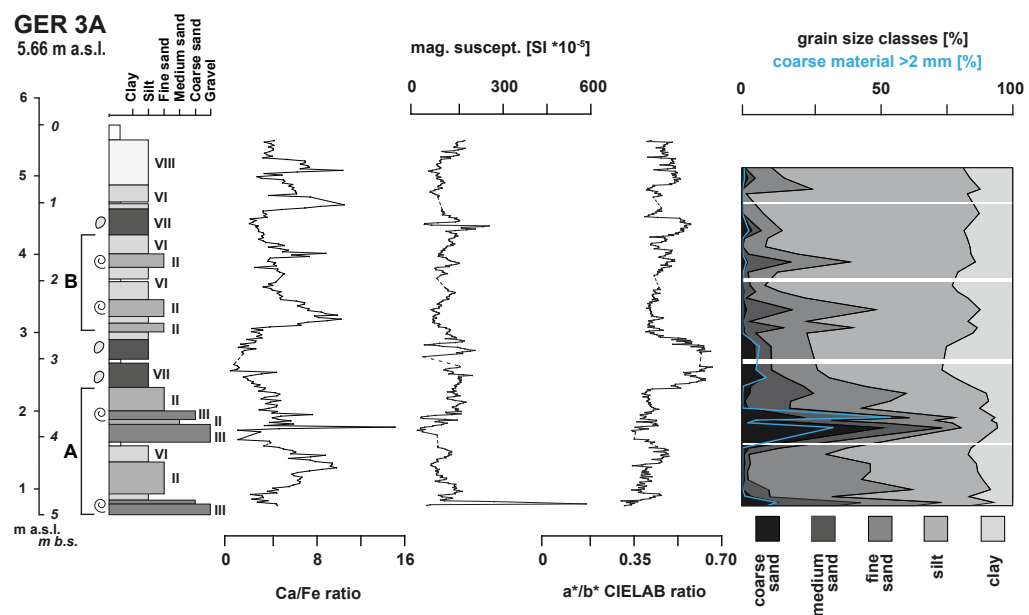 GER 3A
5.66 m a.s.l.
Clay
Silt
Fine sand
Medium sand
Coarse sand
Gravel
mag. suscept. [SI *10-5]
0 300 600
grain size classes [%]
coarse material >2 mm [%]
0 50 100
6
5
4
3
2
1
m a.s.l.
0
1
2
3
4
5
m b.s.
B
A
VIII
VI
VII
VI
II
VI
II
II
VII
II
III
II
III
VI
II
III
0 8 16
Ca/Fe ratio
0 0.35 0.70
a*/b* CIELAB ratio
coarse
sand
medium
sand
fine
sand
silt
clay